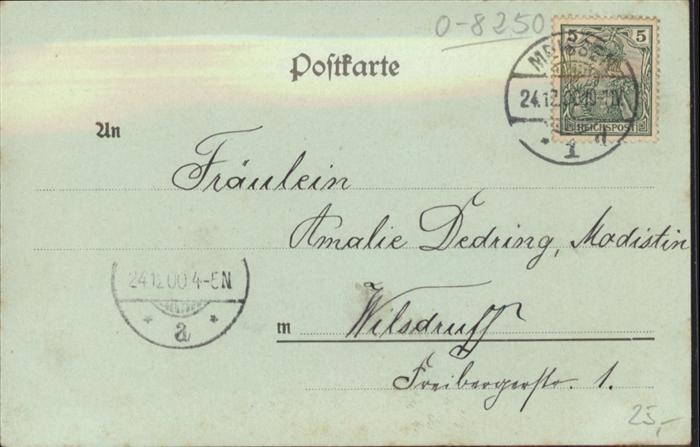 0-8250
5 5
Postkarte
24.12.00
REICHSPOST
1 d
An
Fräulein
Amalie Dedring, Modistin
24.12.00 4-5N
* a *
in Wilsdruff
Freibergerstr. 1.
25,-